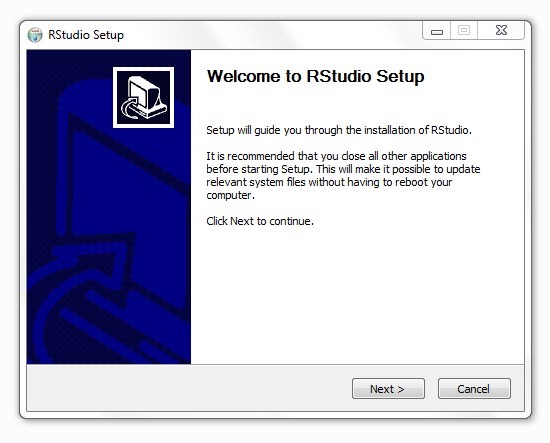 RStudio Setup
Welcome to RStudio Setup
Setup will guide you through the installation of RStudio.
It is recommended that you close all other applications
before starting Setup. This will make it possible to update
relevant system files without having to reboot your
computer.
Click Next to continue.
Next >
Cancel